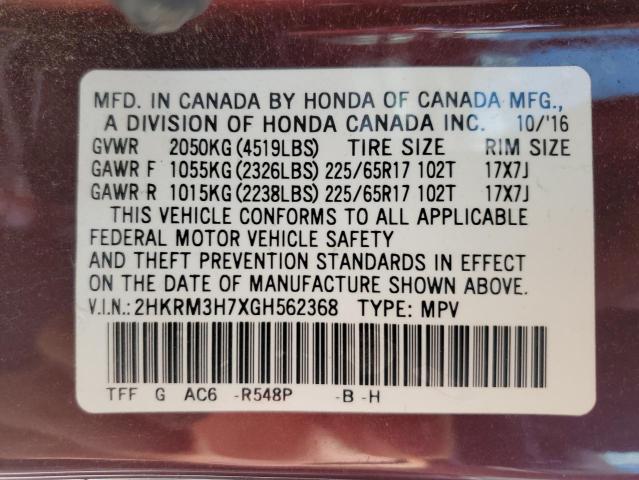 MFD. IN CANADA BY HONDA OF CANADA MFG.,
A DIVISION OF HONDA CANADA INC. 10/'16
GVWR 2050KG (4519LBS) TIRE SIZE RIM SIZE
GAWR F 1055KG (2326LBS) 225/65R17 102T 17X7J
GAWR R 1015KG (2238LBS) 225/65R17 102T 17X7J
THIS VEHICLE CONFORMS TO ALL APPLICABLE
FEDERAL MOTOR VEHICLE SAFETY
AND THEFT PREVENTION STANDARDS IN EFFECT
ON THE DATE OF MANUFACTURE SHOWN ABOVE.
V.I.N.: 2HKRM3H7XGH562368 TYPE: MPV
TFF G AC6 -R548P -B -H